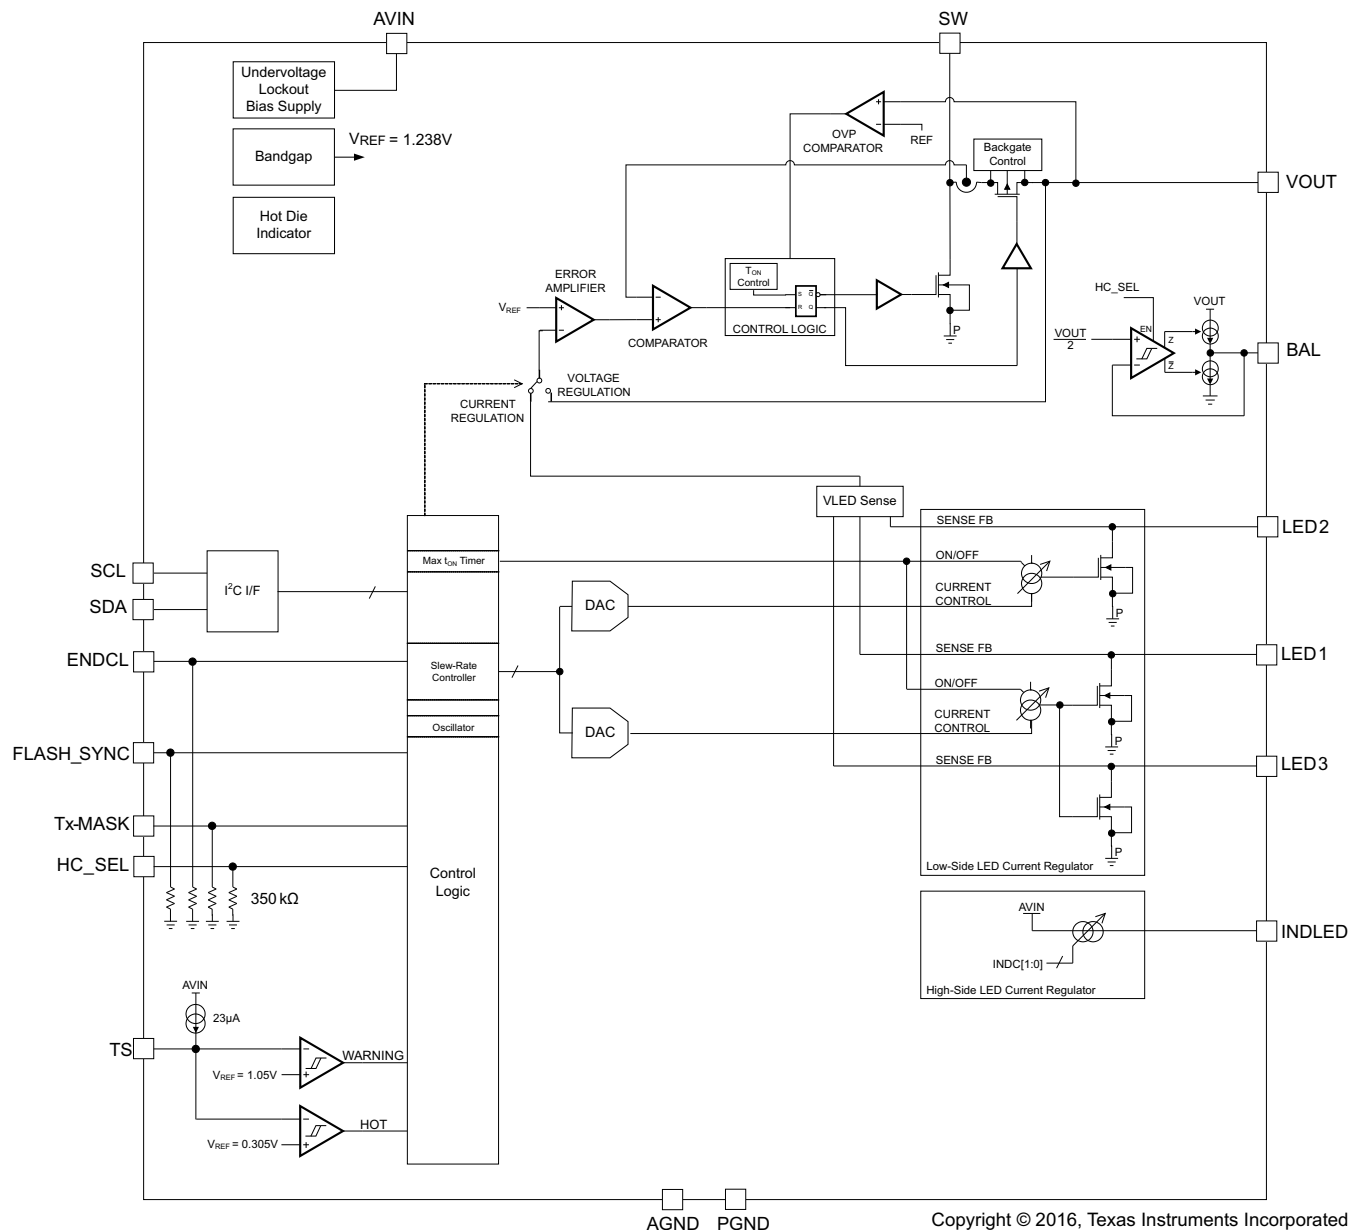 AVIN
SW
Undervoltage
Lockout
Bias Supply
VREF = 1.238V
Bandgap
Hot Die
Indicator
OVP
COMPARATOR
REF
Backgate
Control
VOUT
ERROR
AMPLIFIER
VREF
COMPARATOR
TON
Control
S Q̅
R Q
CONTROL LOGIC
P
HC_SEL
VOUT
EN
VOUT
2
Z
Z̅
BAL
VOLTAGE
REGULATION
CURRENT
REGULATION
VLED Sense
SENSE FB
LED2
ON/OFF
CURRENT
CONTROL
P
SCL
SDA
I²C I/F
Max tON Timer
DAC
ENDCL
Slew-Rate
Controller
SENSE FB
LED1
ON/OFF
CURRENT
CONTROL
P
DAC
Oscillator
FLASH_SYNC
SENSE FB
LED3
P
Low-Side LED Current Regulator
Tx-MASK
HC_SEL
350 kΩ
Control
Logic
AVIN
INDC[1:0]
High-Side LED Current Regulator
INDLED
AVIN
23µA
TS
WARNING
VREF = 1.05V
HOT
VREF = 0.305V
AGND
PGND
Copyright © 2016, Texas Instruments Incorporated